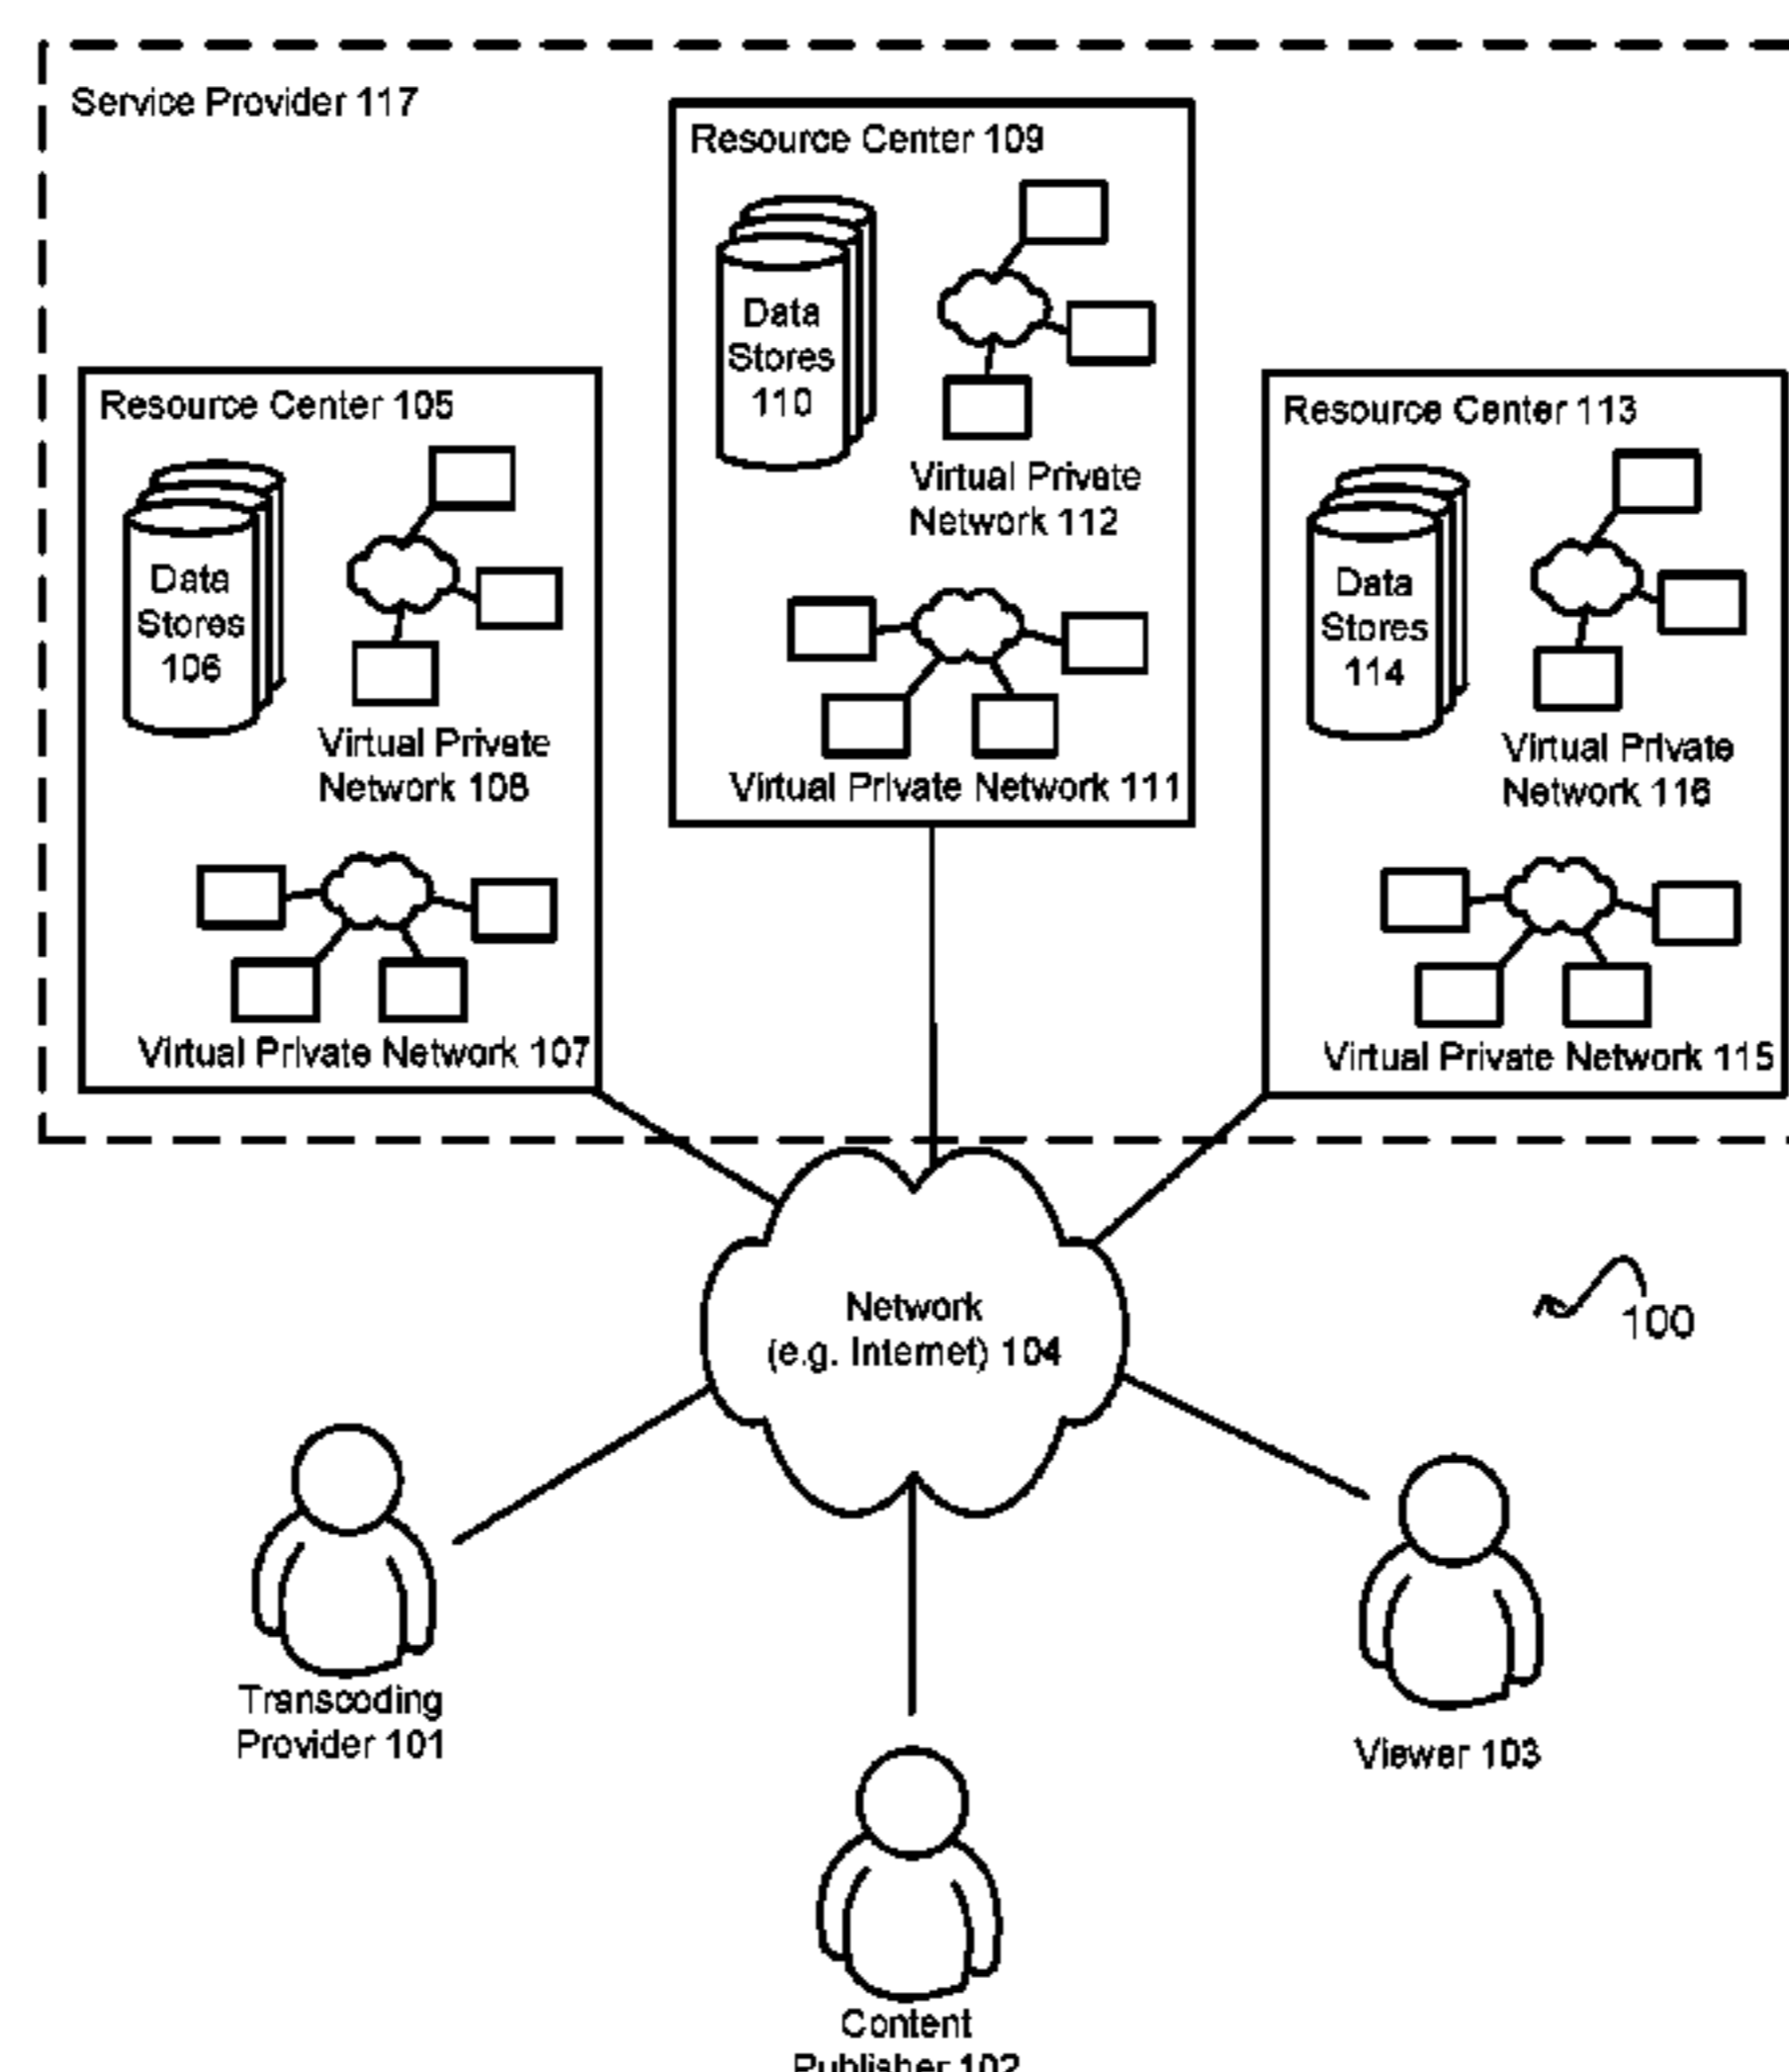 Service Provider 117
Resource Center 109
Data
Stores
110
Virtual Private
Network 112
Virtual Private Network 111
Resource Center 105
Data
Stores
106
Virtual Private
Network 108
Virtual Private Network 107
Resource Center 113
Data
Stores
114
Virtual Private
Network 116
Virtual Private Network 115
Network
(e.g. Internet) 104
100
Transcoding
Provider 101
Viewer 103
Content
Publisher 102